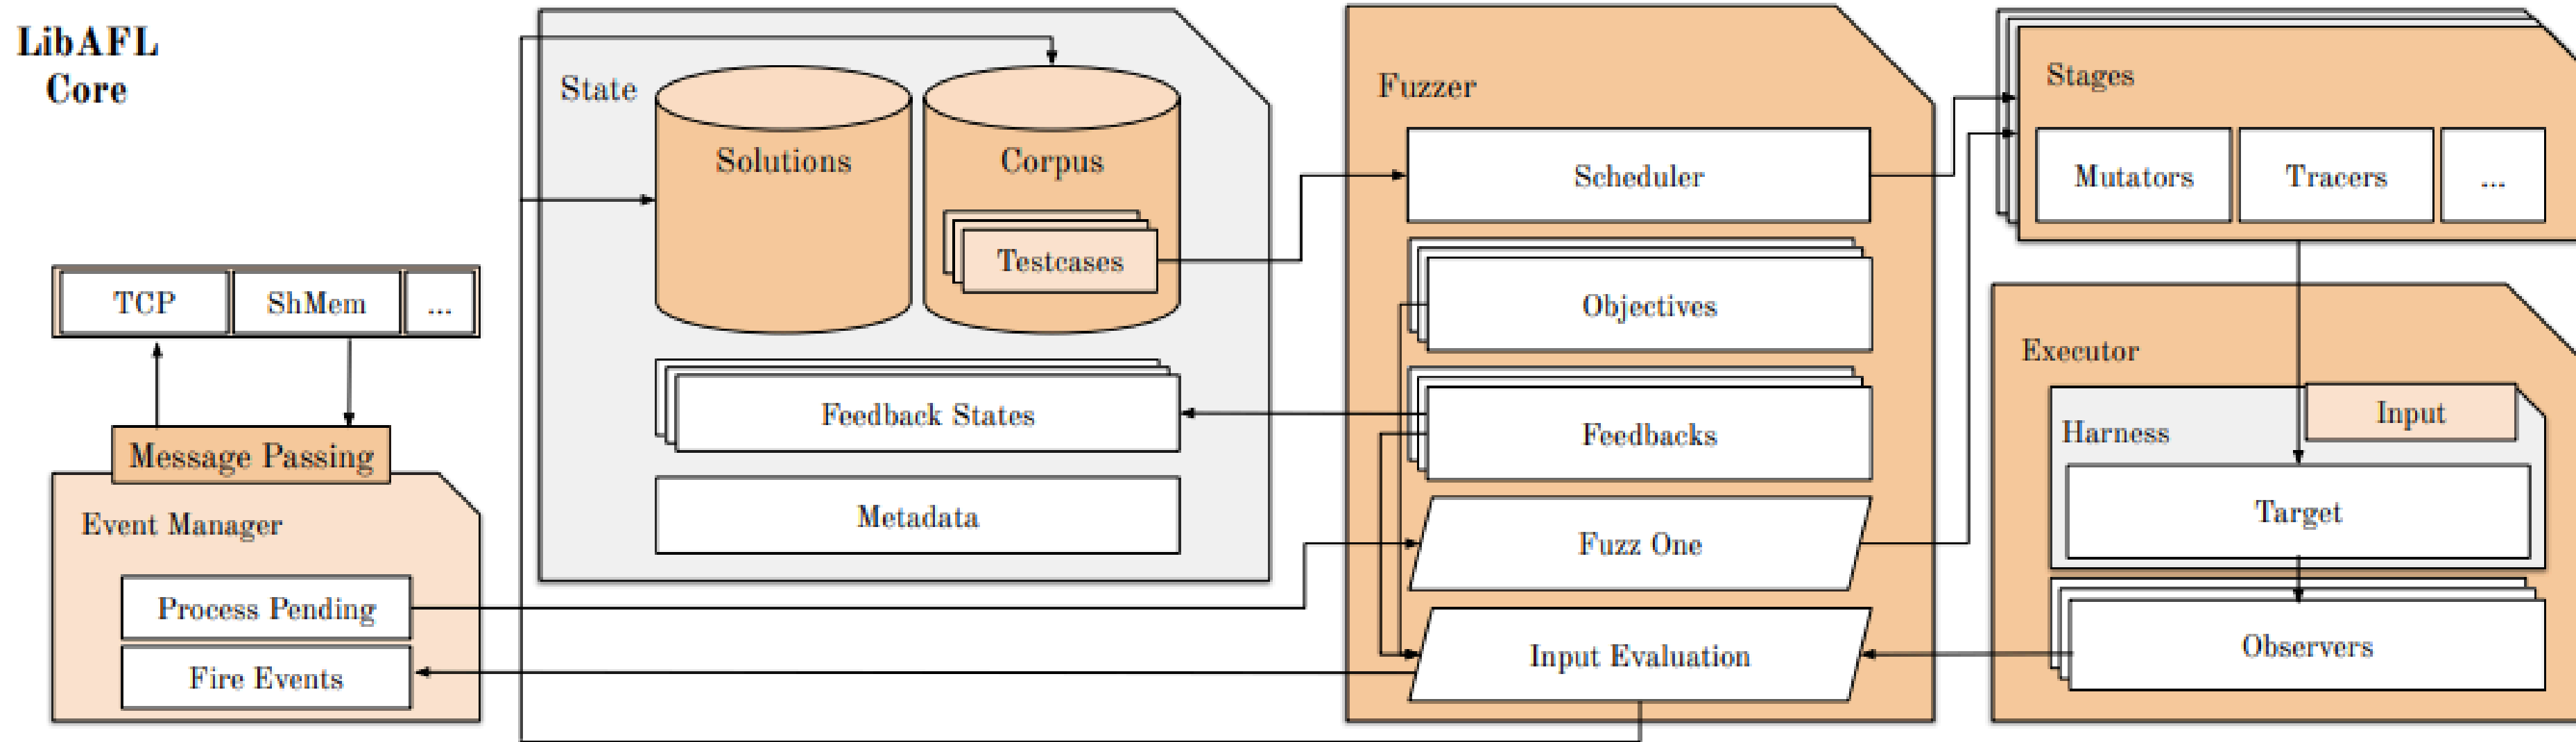 LibAFL
Core
TCP
ShMem
...
Message Passing
Event Manager
Process Pending
Fire Events
State
Solutions
Corpus
Testcases
Feedback States
Metadata
Fuzzer
Scheduler
Objectives
Feedbacks
Fuzz One
Input Evaluation
Stages
Mutators
Tracers
...
Executor
Input
Harness
Target
Observers